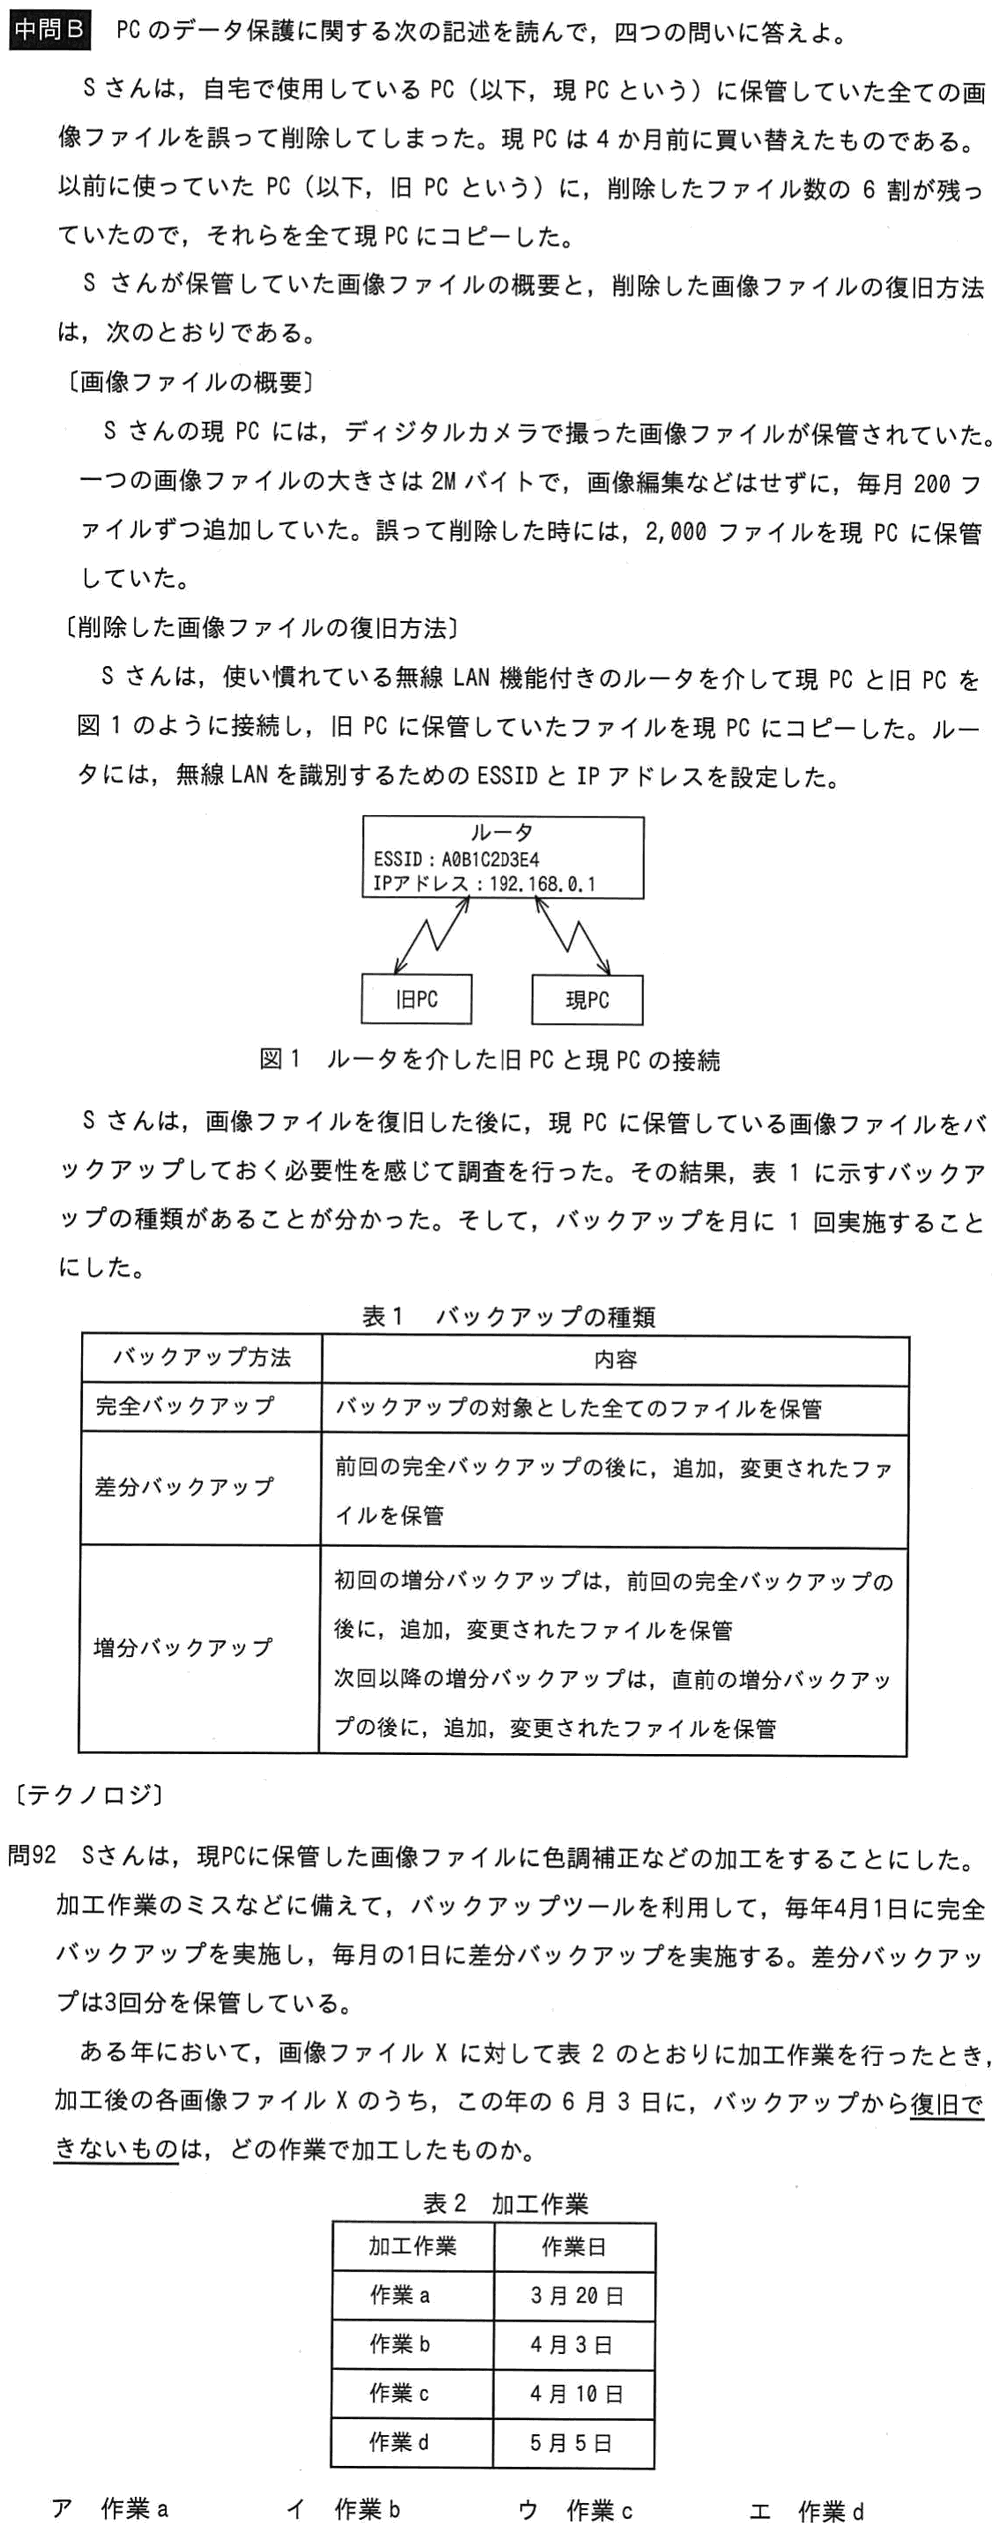 中問B PCのデータ保護に関する次の記述を読んで，四つの問いに答えよ。
Sさんは，自宅で使用しているPC（以下，現PCという）に保管していた全ての画
像ファイルを誤って削除してしまった。現PCは4か月前に買い替えたものである。
以前に使っていたPC（以下，旧PCという）に，削除したファイル数の6割が残っ
ていたので，それらを全て現PCにコピーした。
Sさんが保管していた画像ファイルの概要と，削除した画像ファイルの復旧方法
は，次のとおりである。
〔画像ファイルの概要〕
Sさんの現PCには，ディジタルカメラで撮った画像ファイルが保管されていた。
一つの画像ファイルの大きさは2Mバイトで，画像編集などはせずに，毎月200フ
ァイルずつ追加していた。誤って削除した時には，2,000ファイルを現PCに保管
していた。
〔削除した画像ファイルの復旧方法〕
Sさんは，使い慣れている無線LAN機能付きのルータを介して現PCと旧PCを
図1のように接続し，旧PCに保管していたファイルを現PCにコピーした。ルー
タには，無線LANを識別するためのESSIDとIPアドレスを設定した。
ルータ
ESSID：A0B1C2D3E4
IPアドレス：192.168.0.1
旧PC 現PC
図1 ルータを介した旧PCと現PCの接続
Sさんは，画像ファイルを復旧した後に，現PCに保管している画像ファイルをバ
ックアップしておく必要性を感じて調査を行った。その結果，表1に示すバックア
ップの種類があることが分かった。そして，バックアップを月に1回実施すること
にした。
表1 バックアップの種類
バックアップ方法 内容
完全バックアップ バックアップの対象とした全てのファイルを保管
差分バックアップ 前回の完全バックアップの後に，追加，変更されたファ
イルを保管
増分バックアップ 初回の増分バックアップは，前回の完全バックアップの
後に，追加，変更されたファイルを保管
次回以降の増分バックアップは，直前の増分バックアッ
プの後に，追加，変更されたファイルを保管
〔テクノロジ〕
問92 Sさんは，現PCに保管した画像ファイルに色調補正などの加工をすることにした。
加工作業のミスなどに備えて，バックアップツールを利用して，毎年4月1日に完全
バックアップを実施し，毎月の1日に差分バックアップを実施する。差分バックアッ
プは3回分を保管している。
ある年において，画像ファイルXに対して表2のとおりに加工作業を行ったとき，
加工後の各画像ファイルXのうち，この年の6月3日に，バックアップから復旧で
きないものは，どの作業で加工したものか。
表2 加工作業
加工作業 作業日
作業a 3月20日
作業b 4月3日
作業c 4月10日
作業d 5月5日
ア 作業a イ 作業b ウ 作業c エ 作業d